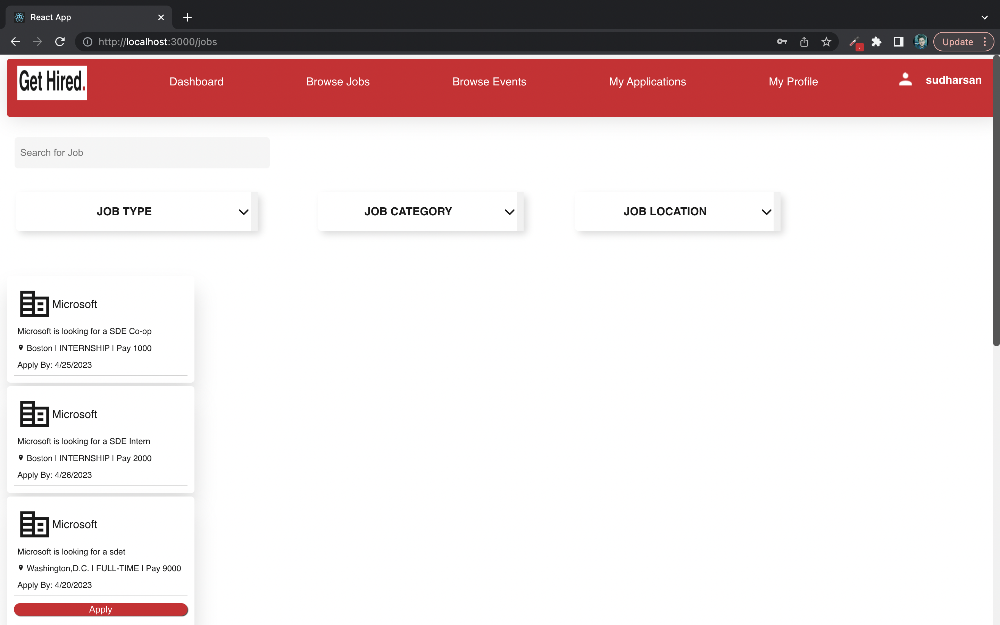 React App
http://localhost:3000/jobs
Update
Get Hired.
Dashboard
Browse Jobs
Browse Events
My Applications
My Profile
sudharsan
Search for Job
JOB TYPE
JOB CATEGORY
JOB LOCATION
Microsoft
Microsoft is looking for a SDE Co-op
Boston | INTERNSHIP | Pay 1000
Apply By: 4/25/2023
Microsoft
Microsoft is looking for a SDE Intern
Boston | INTERNSHIP | Pay 2000
Apply By: 4/26/2023
Microsoft
Microsoft is looking for a sdet
Washington,D.C. | FULL-TIME | Pay 9000
Apply By: 4/20/2023
Apply